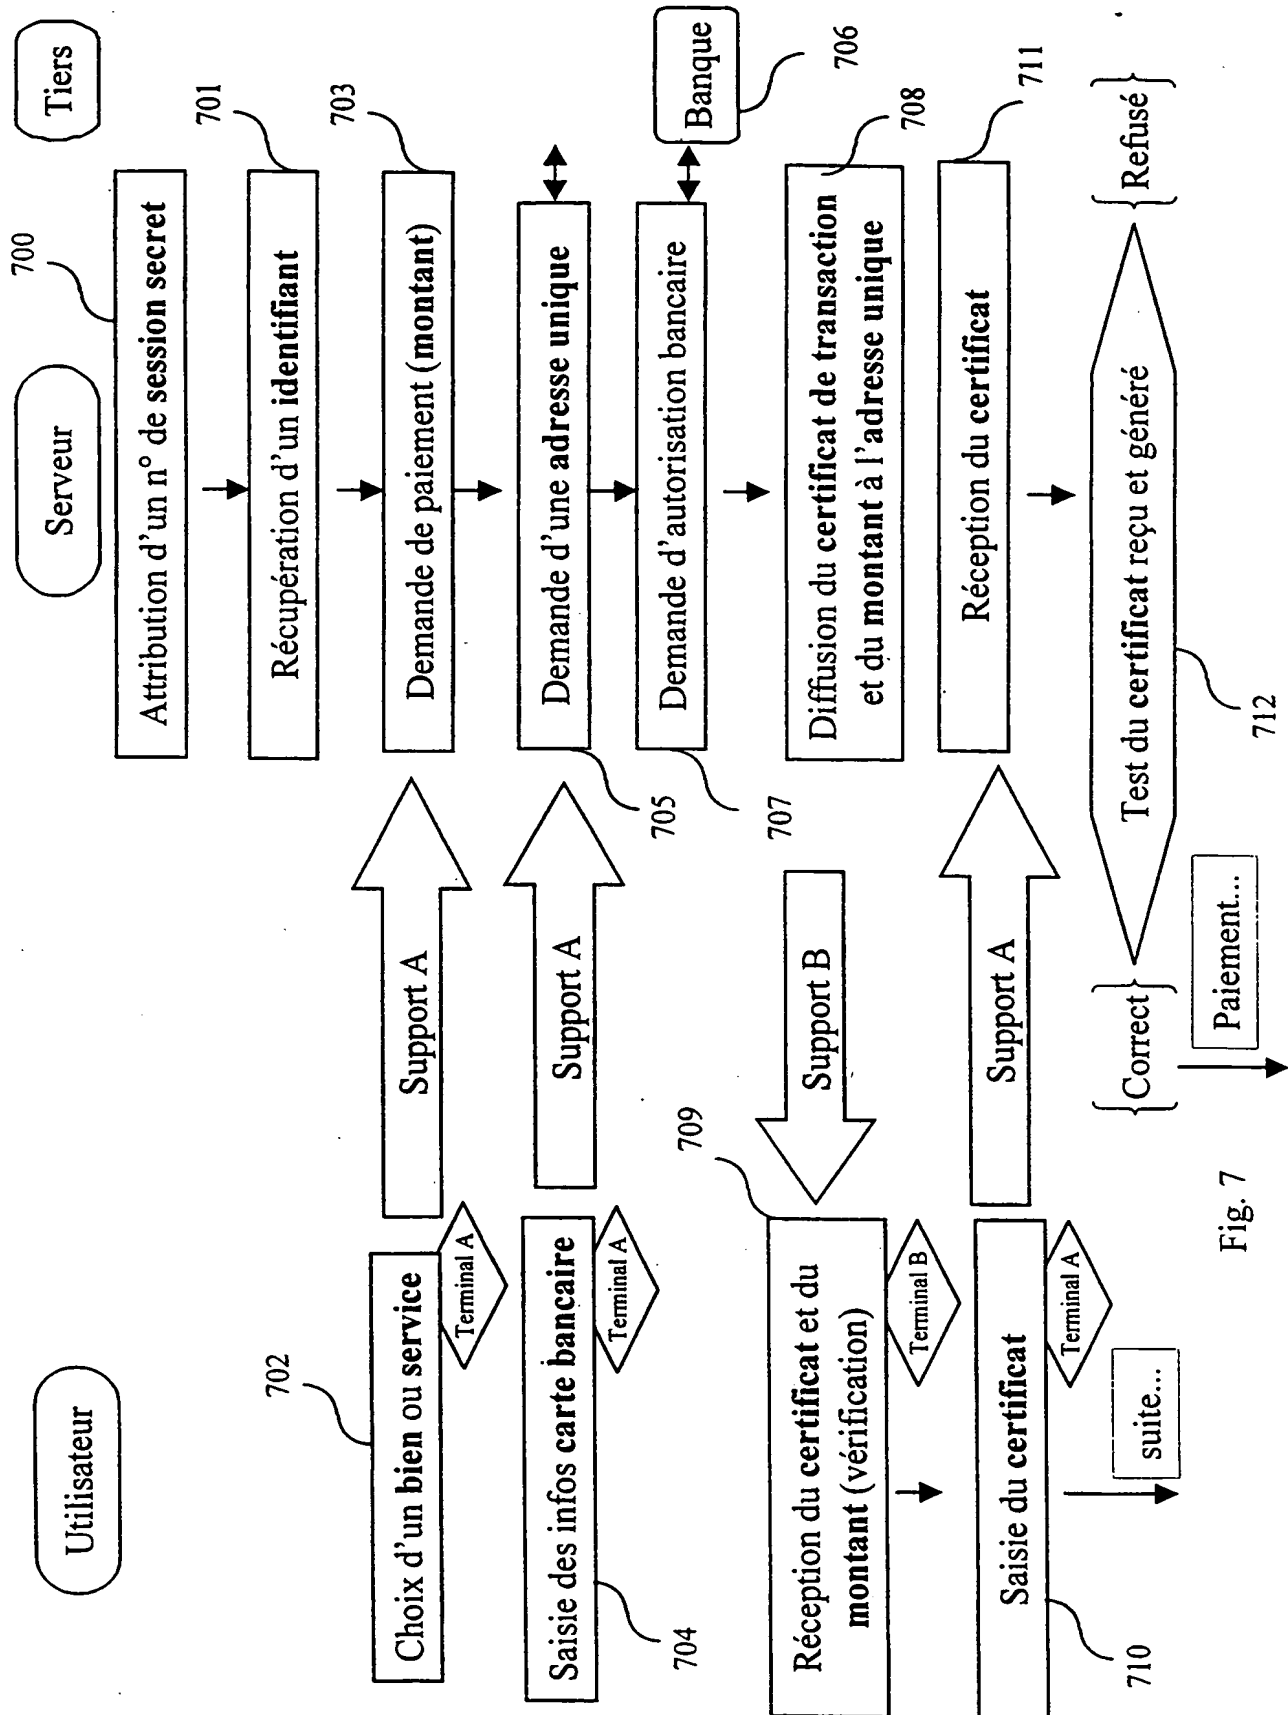 Utilisateur
Serveur
Tiers
700
Attribution d'un n° de session secret
701
Récupération d'un identifiant
702
Choix d'un bien ou service
Terminal A
Support A
703
Demande de paiement (montant)
704
Saisie des infos carte bancaire
Terminal A
Support A
705
Demande d'une adresse unique
Banque
706
707
Demande d'autorisation bancaire
708
Diffusion du certificat de transaction
et du montant à l'adresse unique
Support B
709
Réception du certificat et du
montant (vérification)
Terminal B
710
Saisie du certificat
Terminal A
Support A
711
Réception du certificat
suite...
712
Test du certificat reçu et généré
{Correct}
{Refusé}
Paiement...
Fig. 7